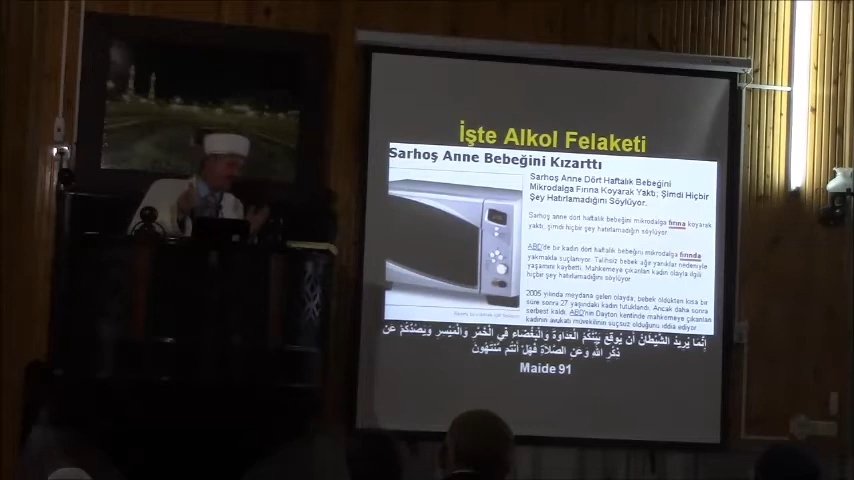 İşte Alkol Felaketi
Sarhoş Anne Bebeğini Kızarttı
Sarhoş Anne Dört Haftalık Bebeğini
Mikrodalga Fırına Koyarak Yaktı; Şimdi Hiçbir
Şey Hatırlamadığını Söylüyor.
Sarhoş anne dört haftalık bebeğini mikrodalga fırına koyarak
yaktı, şimdi hiçbir şey hatırlamadığını söylüyor
ABD'de bir kadın dört haftalık bebeğini mikrodalga fırında
yakmakla suçlanıyor. Talihsiz bebek ağır yanıklar nedeniyle
yaşamını kaybetti. Mahkemeye çıkarılan kadın olayla ilgili
hiçbir şey hatırlamadığını söylüyor.
2005 yılında meydana gelen olayda, bebek öldükten kısa bir
süre sonra 27 yaşındaki kadın tutuklandı. Ancak daha sonra
serbest kaldı. ABD'nin Dayton kentinde mahkemeye çıkarılan
kadının avukatı müvekkilinin suçsuz olduğunu iddia ediyor.
إِنَّمَا يُرِيدُ الشَّيْطَانُ أَن يُوقِعَ بَيْنَكُمُ الْعَدَاوَةَ وَالْبَغْضَاءَ فِي الْخَمْرِ وَالْمَيْسِرِ وَيَصُدَّكُمْ عَن
ذِكْرِ اللَّهِ وَعَنِ الصَّلَاةِ فَهَلْ أَنتُم مُّنتَهُونَ
Maide 91